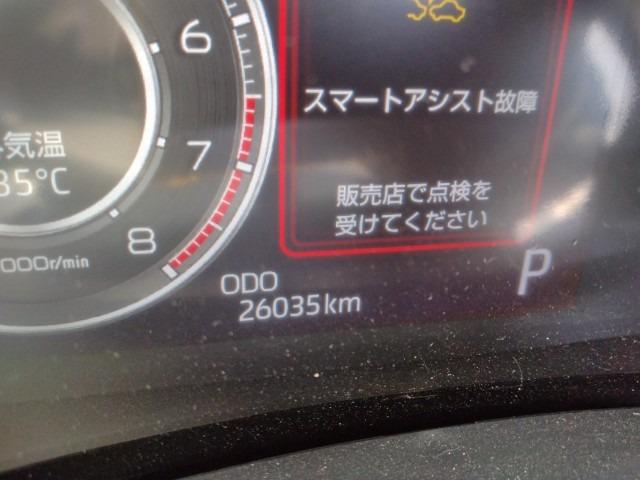 6
スマートアシスト故障
気温
35°C
7
販売店で点検を
受けてください
8
000r/min
ODO
26035km
P